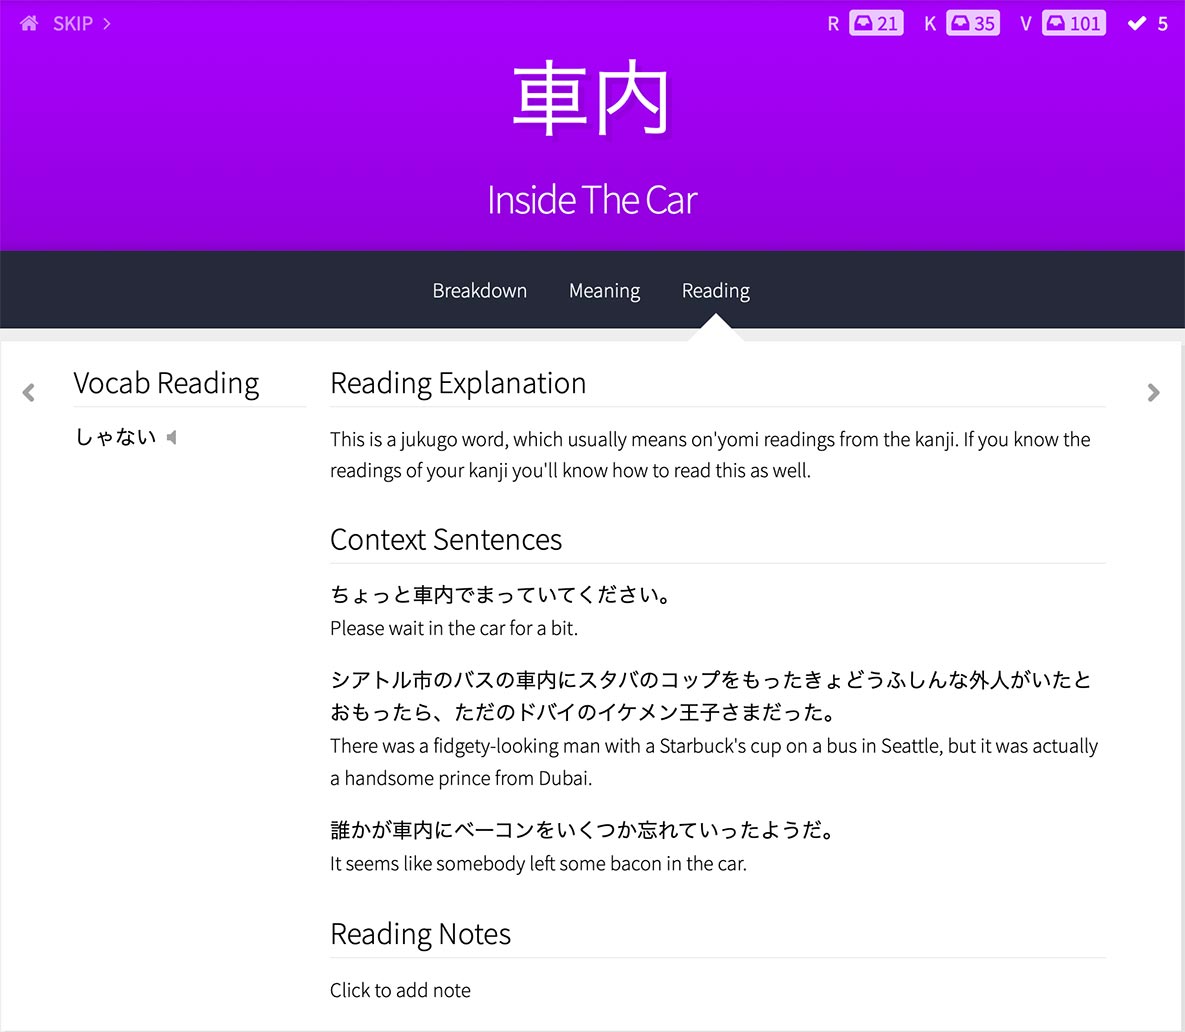 SKIP
R 21 K 35 V 101 5
車内
Inside The Car
Breakdown Meaning Reading
Vocab Reading
しゃない
Reading Explanation
This is a jukugo word, which usually means on'yomi readings from the kanji. If you know the
readings of your kanji you'll know how to read this as well.
Context Sentences
ちょっと車内でまっていてください。
Please wait in the car for a bit.
シアトル市のバスの車内にスタバのコップをもったきょどうふしんな外人がいたと
おもったら、ただのドバイのイケメン王子さまだった。
There was a fidgety-looking man with a Starbuck's cup on a bus in Seattle, but it was actually
a handsome prince from Dubai.
誰かが車内にベーコンをいくつか忘れていったようだ。
It seems like somebody left some bacon in the car.
Reading Notes
Click to add note